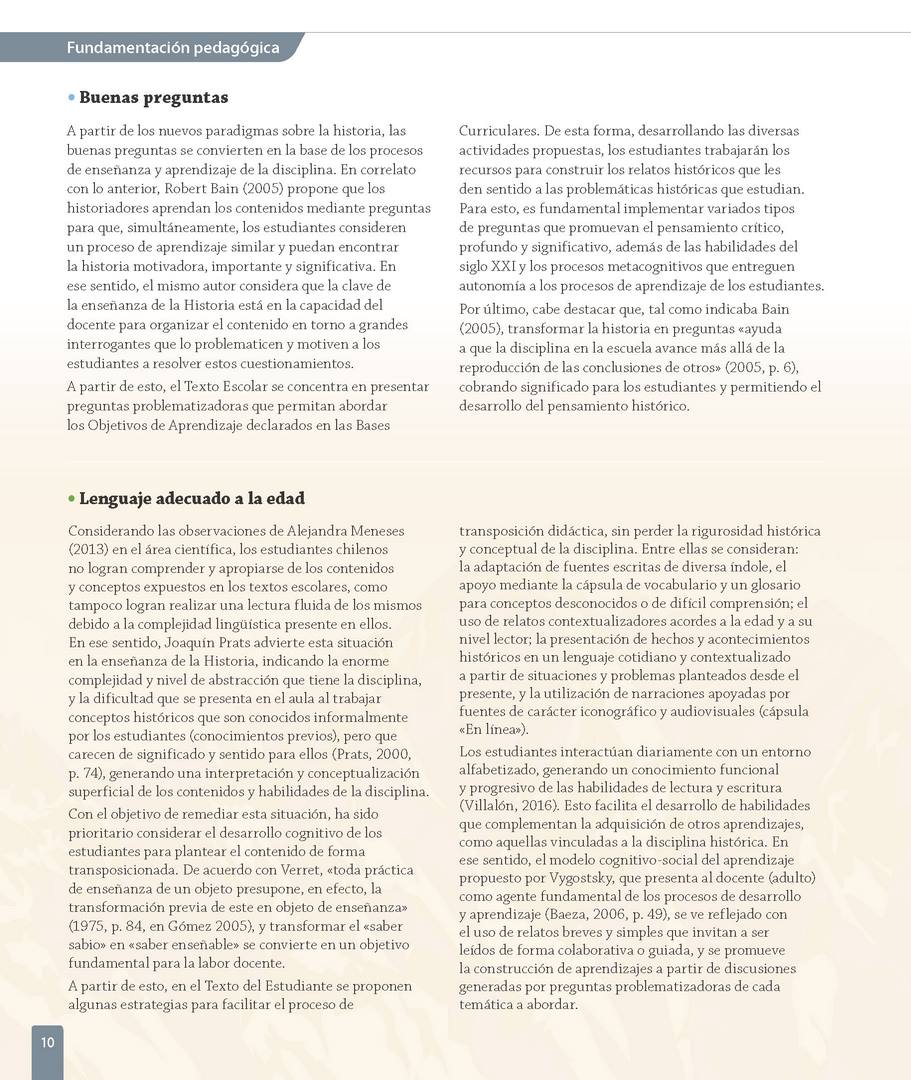 Fundamentación pedagógica
• Buenas preguntas
A partir de los nuevos paradigmas sobre la historia, las
buenas preguntas se convierten en la base de los procesos
de enseñanza y aprendizaje de la disciplina. En correlato
con lo anterior, Robert Bain (2005) propone que los
historiadores aprendan los contenidos mediante preguntas
para que, simultáneamente, los estudiantes consideren
un proceso de aprendizaje similar y puedan encontrar
la historia motivadora, importante y significativa. En
ese sentido, el mismo autor considera que la clave de
la enseñanza de la Historia está en la capacidad del
docente para organizar el contenido en torno a grandes
interrogantes que lo problematicen y motiven a los
estudiantes a resolver estos cuestionamientos.
A partir de esto, el Texto Escolar se concentra en presentar
preguntas problematizadoras que permitan abordar
los Objetivos de Aprendizaje declarados en las Bases
Curriculares. De esta forma, desarrollando las diversas
actividades propuestas, los estudiantes trabajarán los
recursos para construir los relatos históricos que les
den sentido a las problemáticas históricas que estudian.
Para esto, es fundamental implementar variados tipos
de preguntas que promuevan el pensamiento crítico,
profundo y significativo, además de las habilidades del
siglo XXI y los procesos metacognitivos que entreguen
autonomía a los procesos de aprendizaje de los estudiantes.
Por último, cabe destacar que, tal como indicaba Bain
(2005), transformar la historia en preguntas «ayuda
a que la disciplina en la escuela avance más allá de la
reproducción de las conclusiones de otros» (2005, p. 6),
cobrando significado para los estudiantes y permitiendo el
desarrollo del pensamiento histórico.
• Lenguaje adecuado a la edad
Considerando las observaciones de Alejandra Meneses
(2013) en el área científica, los estudiantes chilenos
no logran comprender y apropiarse de los contenidos
y conceptos expuestos en los textos escolares, como
tampoco logran realizar una lectura fluida de los mismos
debido a la complejidad lingüística presente en ellos.
En ese sentido, Joaquín Prats advierte esta situación
en la enseñanza de la Historia, indicando la enorme
complejidad y nivel de abstracción que tiene la disciplina,
y la dificultad que se presenta en el aula al trabajar
conceptos históricos que son conocidos informalmente
por los estudiantes (conocimientos previos), pero que
carecen de significado y sentido para ellos (Prats, 2000,
p. 74), generando una interpretación y conceptualización
superficial de los contenidos y habilidades de la disciplina.
Con el objetivo de remediar esta situación, ha sido
prioritario considerar el desarrollo cognitivo de los
estudiantes para plantear el contenido de forma
transposicionada. De acuerdo con Verret, «toda práctica
de enseñanza de un objeto presupone, en efecto, la
transformación previa de este en objeto de enseñanza»
(1975, p. 84, en Gómez 2005), y transformar el «saber
sabio» en «saber enseñable» se convierte en un objetivo
fundamental para la labor docente.
A partir de esto, en el Texto del Estudiante se proponen
algunas estrategias para facilitar el proceso de
transposición didáctica, sin perder la rigurosidad histórica
y conceptual de la disciplina. Entre ellas se consideran:
la adaptación de fuentes escritas de diversa índole, el
apoyo mediante la cápsula de vocabulario y un glosario
para conceptos desconocidos o de difícil comprensión; el
uso de relatos contextualizadores acordes a la edad y a su
nivel lector; la presentación de hechos y acontecimientos
históricos en un lenguaje cotidiano y contextualizado
a partir de situaciones y problemas planteados desde el
presente, y la utilización de narraciones apoyadas por
fuentes de carácter iconográfico y audiovisuales (cápsula
«En línea»).
Los estudiantes interactúan diariamente con un entorno
alfabetizado, generando un conocimiento funcional
y progresivo de las habilidades de lectura y escritura
(Villalón, 2016). Esto facilita el desarrollo de habilidades
que complementan la adquisición de otros aprendizajes,
como aquellas vinculadas a la disciplina histórica. En
ese sentido, el modelo cognitivo-social del aprendizaje
propuesto por Vygostsky, que presenta al docente (adulto)
como agente fundamental de los procesos de desarrollo
y aprendizaje (Baeza, 2006, p. 49), se ve reflejado con
el uso de relatos breves y simples que invitan a ser
leídos de forma colaborativa o guiada, y se promueve
la construcción de aprendizajes a partir de discusiones
generadas por preguntas problematizadoras de cada
temática a abordar.
10